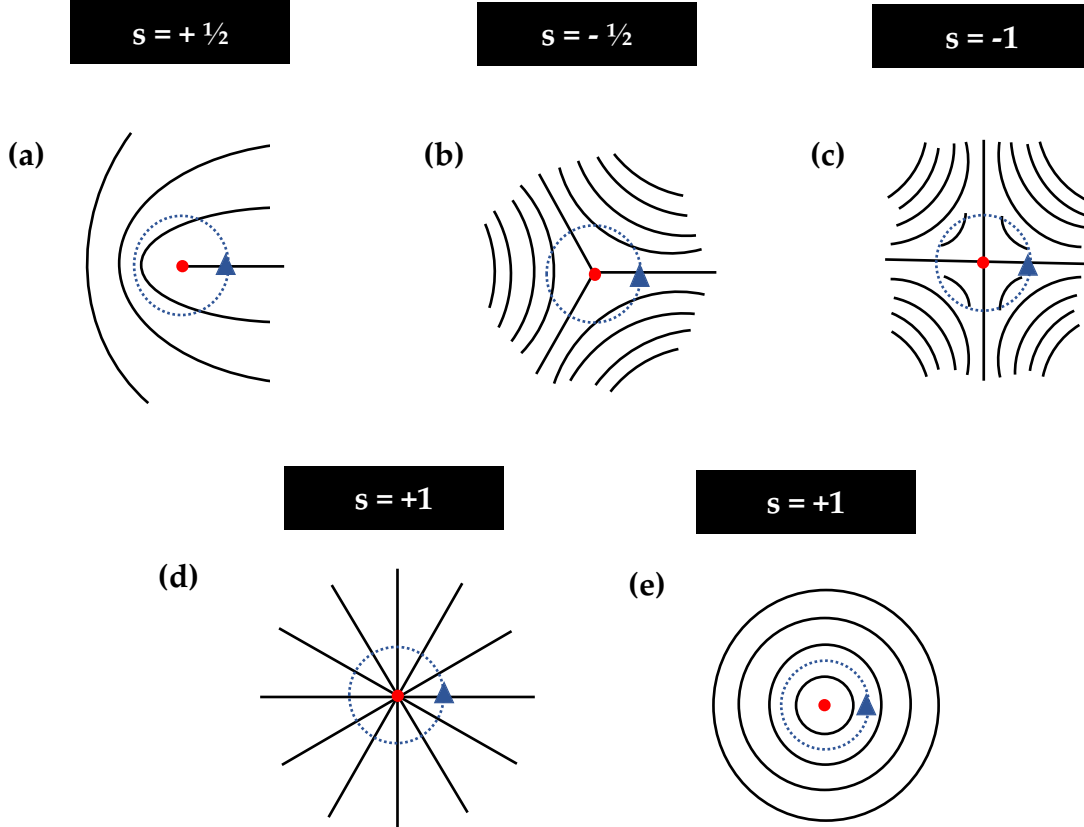 s = + ½
s = - ½
s = -1
(a)
(b)
(c)
s = +1
s = +1
(d)
(e)